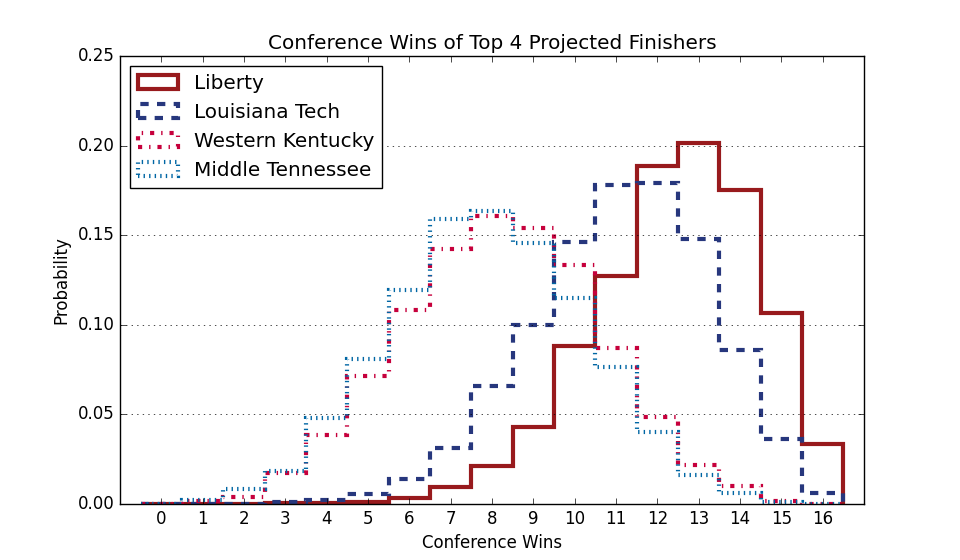 Conference Wins of Top 4 Projected Finishers
0.25
0.20
0.15
0.10
0.05
0.00
Probability
Liberty
Louisiana Tech
Western Kentucky
Middle Tennessee
0 1 2 3 4 5 6 7 8 9 10 11 12 13 14 15 16
Conference Wins